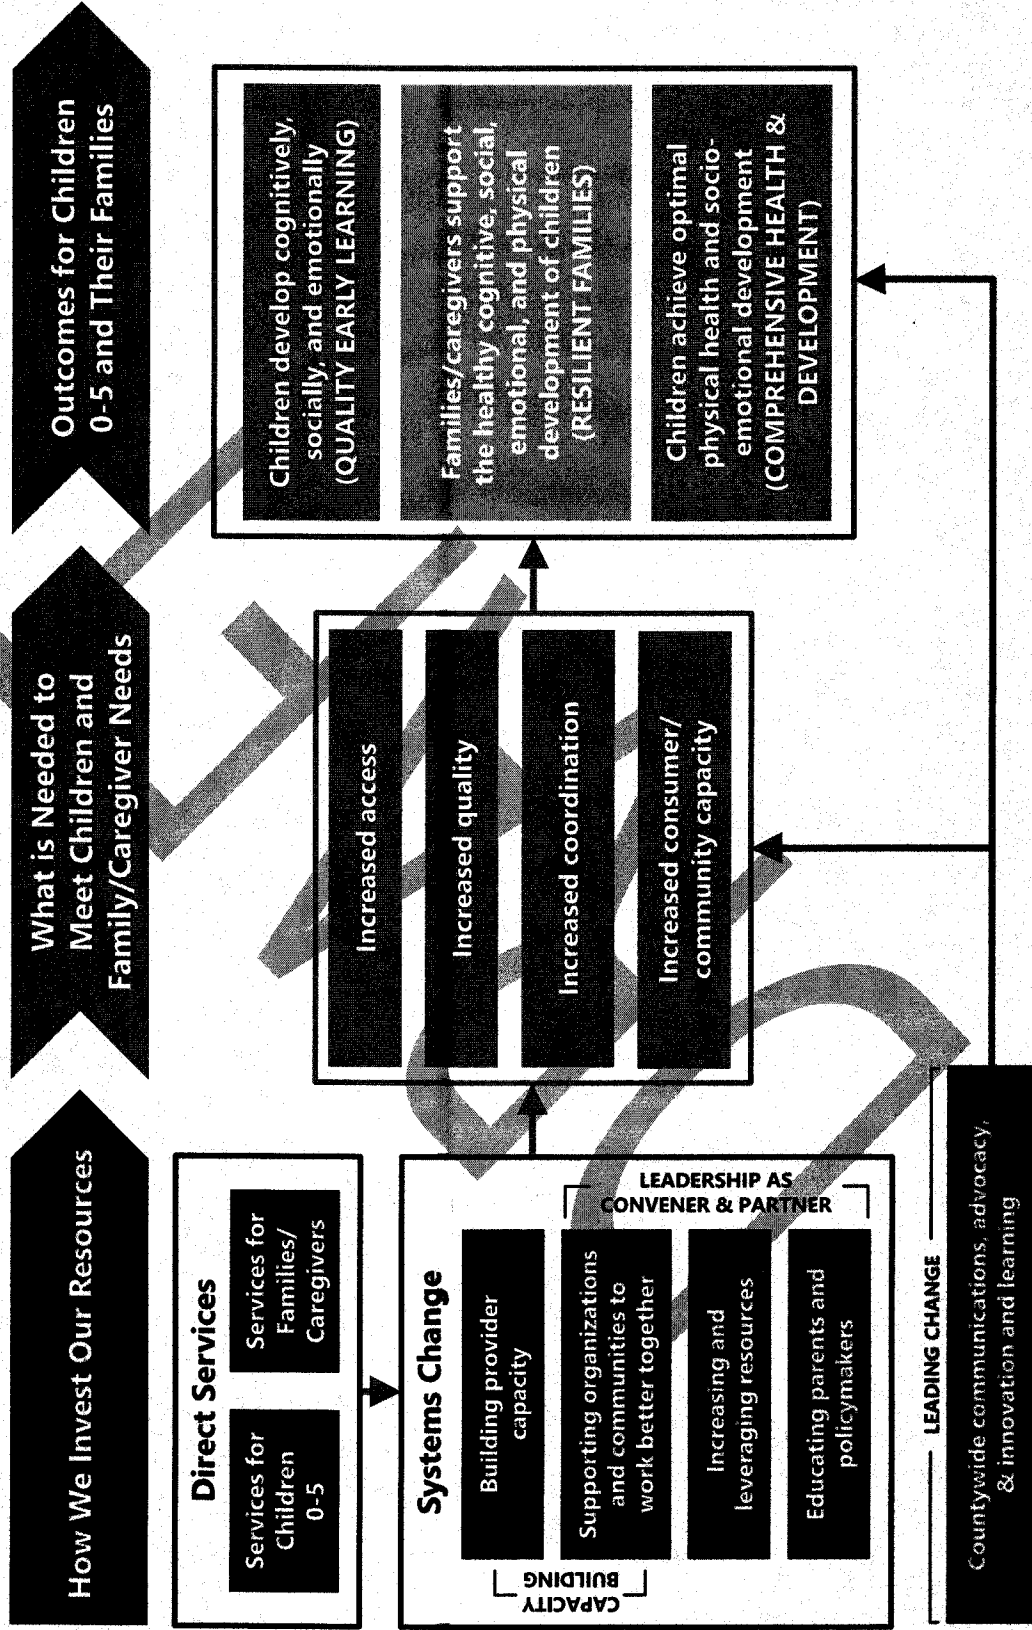 How We Invest Our Resources
What is Needed to
Meet Children and
Family/Caregiver Needs
Outcomes for Children
0-5 and Their Families
Direct Services
Services for
Children
0-5
Services for
Families/
Caregivers
Systems Change
CAPACITY
BUILDING
Building provider
capacity
Supporting organizations
and communities to
work better together
Increasing and
leveraging resources
Educating parents and
policymakers
LEADERSHIP AS
CONVENER & PARTNER
LEADING CHANGE
Countywide communications, advocacy,
& innovation and learning
Increased access
Increased quality
Increased coordination
Increased consumer/
community capacity
Children develop cognitively,
socially, and emotionally
(QUALITY EARLY LEARNING)
Families/caregivers support
the healthy cognitive, social,
emotional, and physical
development of children
(RESILIENT FAMILIES)
Children achieve optimal
physical health and socio-
emotional development
(COMPREHENSIVE HEALTH &
DEVELOPMENT)